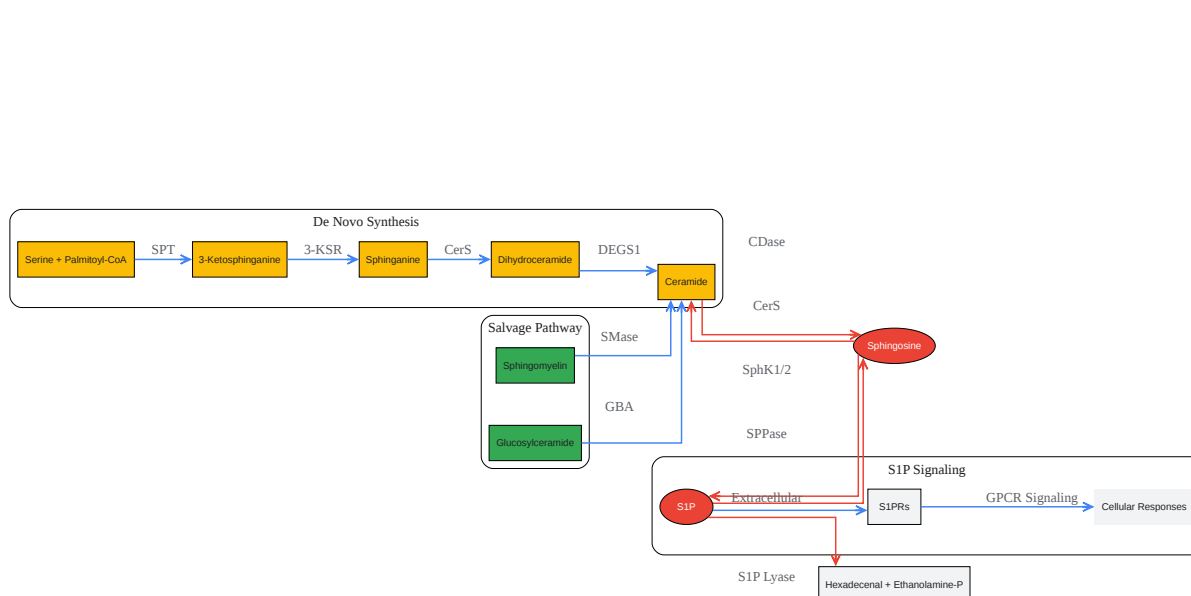 De Novo Synthesis
Serine + Palmitoyl-CoA
SPT
3-Ketosphinganine
3-KSR
Sphinganine
CerS
Dihydroceramide
DEGS1
Ceramide
CDase
CerS
Salvage Pathway
Sphingomyelin
SMase
Glucosylceramide
GBA
Sphingosine
SphK1/2
SPPase
S1P Signaling
S1P
Extracellular
S1PRs
GPCR Signaling
Cellular Responses
S1P Lyase
Hexadecenal + Ethanolamine-P